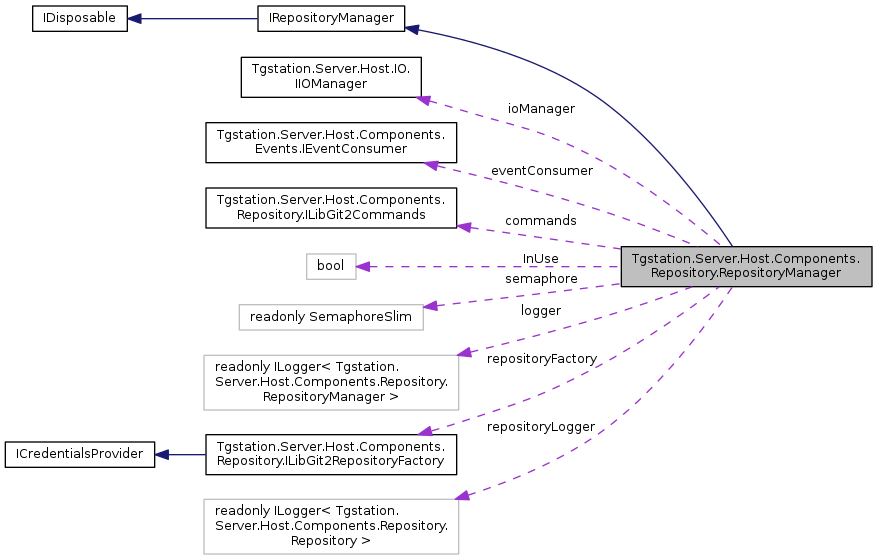 IDisposable
IRepositoryManager
Tgstation.Server.Host.IO.
IIOManager
ioManager
Tgstation.Server.Host.Components.
Events.IEventConsumer
eventConsumer
Tgstation.Server.Host.Components.
Repository.ILibGit2Commands
commands
bool
InUse
Tgstation.Server.Host.Components.
Repository.RepositoryManager
semaphore
readonly SemaphoreSlim
logger
readonly ILogger< Tgstation.
Server.Host.Components.Repository.
RepositoryManager >
repositoryFactory
ICredentialsProvider
Tgstation.Server.Host.Components.
Repository.ILibGit2RepositoryFactory
repositoryLogger
readonly ILogger< Tgstation.
Server.Host.Components.Repository.
Repository >